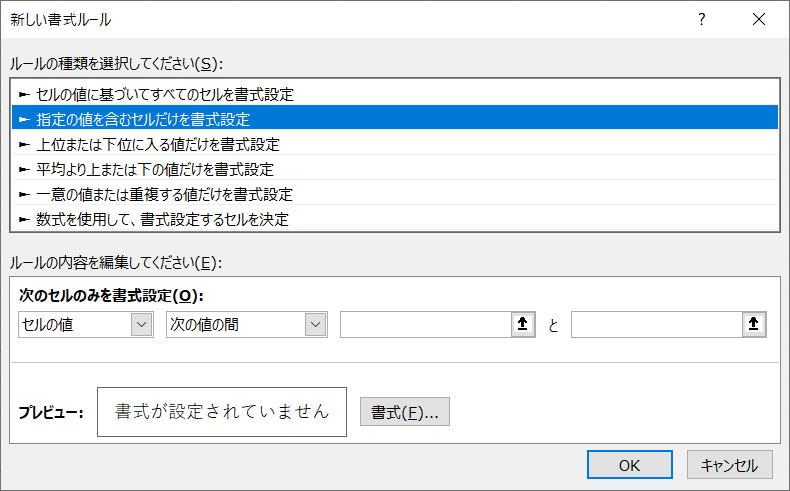 新しい書式ルール ?
ルールの種類を選択してください(S):
► セルの値に基づいてすべてのセルを書式設定
► 指定の値を含むセルだけを書式設定
► 上位または下位に入る値だけを書式設定
► 平均より上または下の値だけを書式設定
► 一意の値または重複する値だけを書式設定
► 数式を使用して、書式設定するセルを決定
ルールの内容を編集してください(E):
次のセルのみを書式設定(O):
セルの値 次の値の間 と
プレビュー: 書式が設定されていません 書式(F)...
OK キャンセル